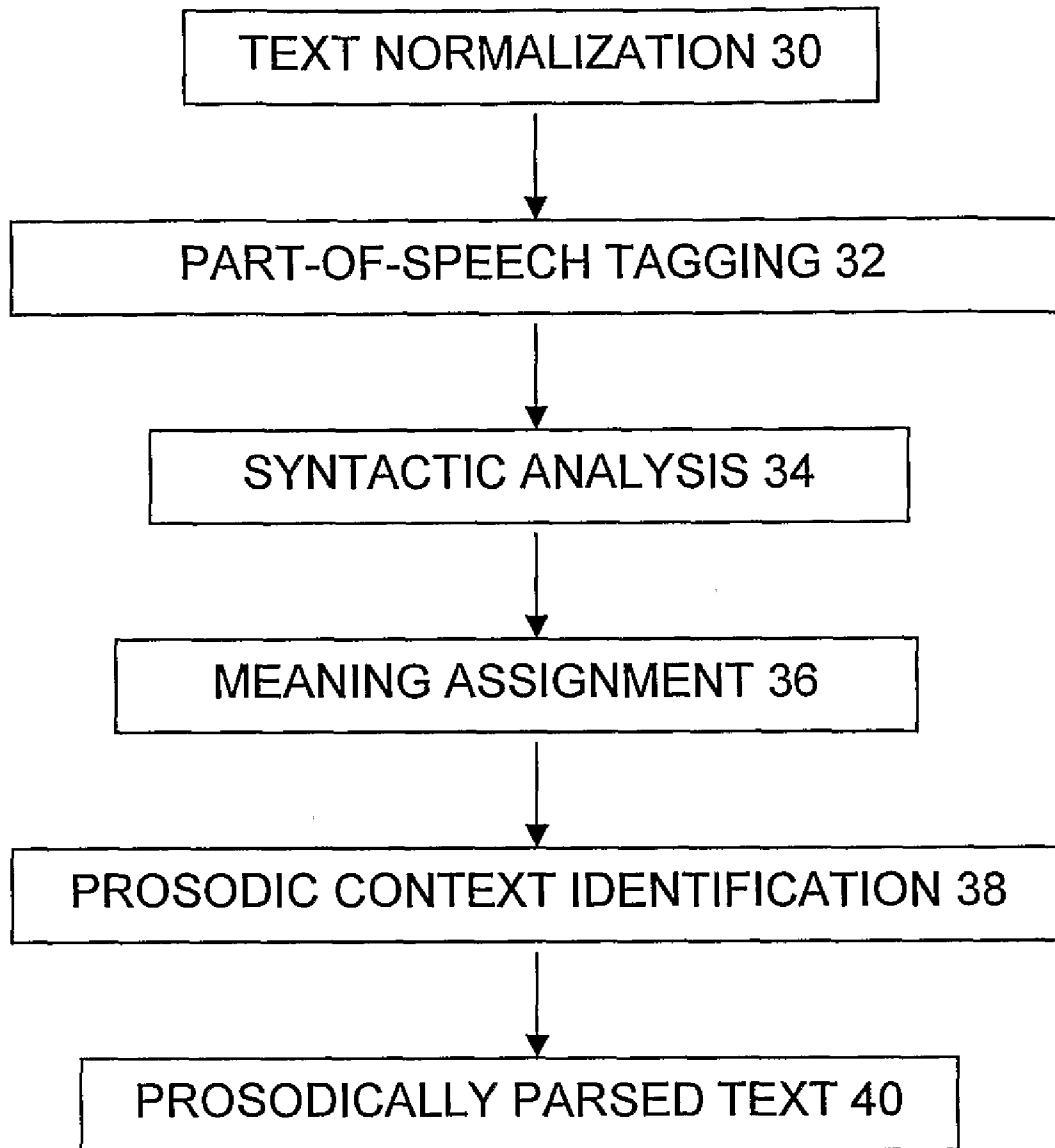 TEXT NORMALIZATION 30
PART-OF-SPEECH TAGGING 32
SYNTACTIC ANALYSIS 34
MEANING ASSIGNMENT 36
PROSODIC CONTEXT IDENTIFICATION 38
PROSODICALLY PARSED TEXT 40